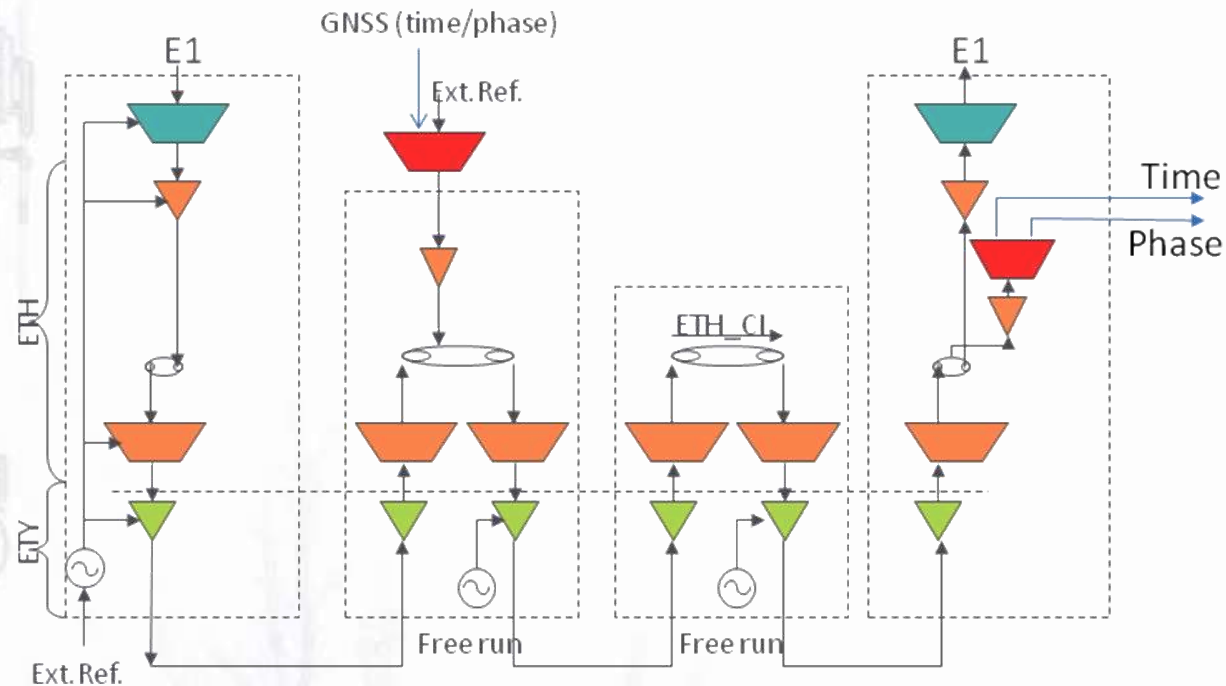 GNSS (time/phase)
E1
E1
Ext. Ref.
Time
Phase
ETH
ETH_CI
ETY
Free run
Free run
Ext. Ref.